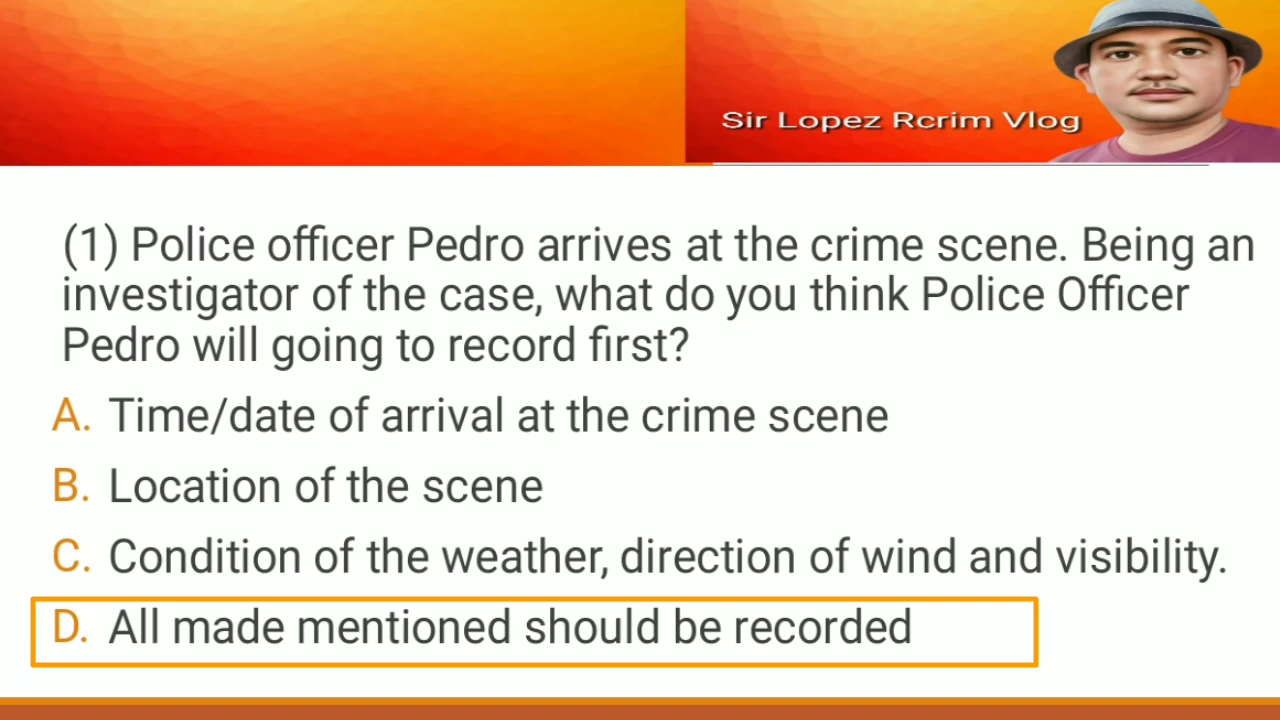 Sir Lopez Rcrim Vlog
(1) Police officer Pedro arrives at the crime scene. Being an
investigator of the case, what do you think Police Officer
Pedro will going to record first?
A. Time/date of arrival at the crime scene
B. Location of the scene
C. Condition of the weather, direction of wind and visibility.
D. All made mentioned should be recorded